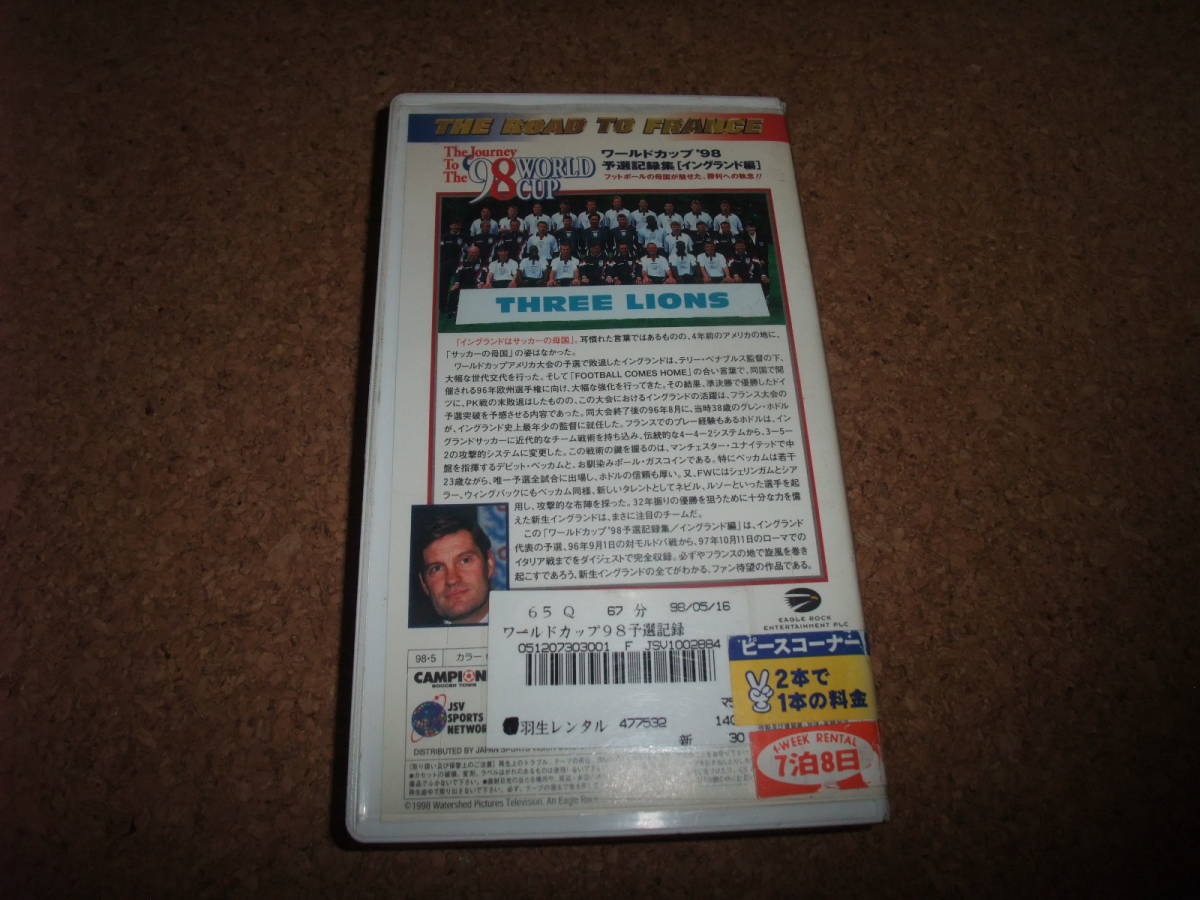 THE ROAD TO FRANCE
The Journey
To
The '98 WORLD CUP
ワールドカップ'98
予選記録集[イングランド編]
フットボールの母国が魅せた、勝利への執念!!
THREE LIONS
「イングランドはサッカーの母国」。耳慣れた言葉ではあるものの、4年前のアメリカの地に、
「サッカーの母国」の姿はなかった。
ワールドカップアメリカ大会の予選で敗退したイングランドは、テリー・ベナブルス監督の下、
大幅な世代交代を行った。そして「FOOTBALL COMES HOME」の合い言葉で、同国で開
催される96年欧州選手権に向け、大幅な強化を行ってきた。その結果、準決勝で優勝したドイ
ツに、PK戦の末敗退はしたものの、この大会におけるイングランドの活躍は、フランス大会の
予選突破を予感させる内容であった。同大会終了後の96年8月に、当時38歳のグレン・ホドル
が、イングランド史上最年少の監督に就任した。フランスでのプレー経験もあるホドルは、イン
グランドサッカーに近代的なチーム戦術を持ち込み、伝統的な4ー4ー2システムから、3ー5ー
2の攻撃的システムに変更した。この戦術の鍵を握るのは、マンチェスター・ユナイテッドで中
盤を指揮するデビット・ベッカムと、お馴染みポール・ガスコインである。特にベッカムは若干
23歳ながら、唯一予選全試合に出場し、ホドルの信頼も厚い。又、FWにはシェリンガムとシア
ラー、ウィングバックにもベッカム同様、新しいタレントとしてネビル、ルソーといった選手を起
用し、攻撃的な布陣を採った。32年振りの優勝を狙うために十分な力を備
えた新生イングランドは、まさに注目のチームだ。
この「ワールドカップ'98予選記録集/イングランド編」は、イングランド
代表の予選、96年9月1日の対モルドバ戦から、97年10月11日のローマでの
イタリア戦までをダイジェストで完全収録。必ずやフランスの地で旋風を巻き
起こすであろう、新生イングランドの全てがわかる、ファン待望の作品である。
EAGLE ROCK
ENTERTAINMENT PLC
65Q 67分 98/05/16
ワールドカップ98予選記録
051207303001 F JSV1002884
羽生レンタル 477532
140
新 30
ピースコーナー
2本で
1本の料金
1-WEEK RENTAL
7泊8日
98・5 カラー
CAMPION
SOCCER TOWN
JSV
SPORTS
NETWOR
DISTRIBUTED BY JAPAN SPORTS VISION
©1998 Watershed Pictures Television. An Eagle Ro